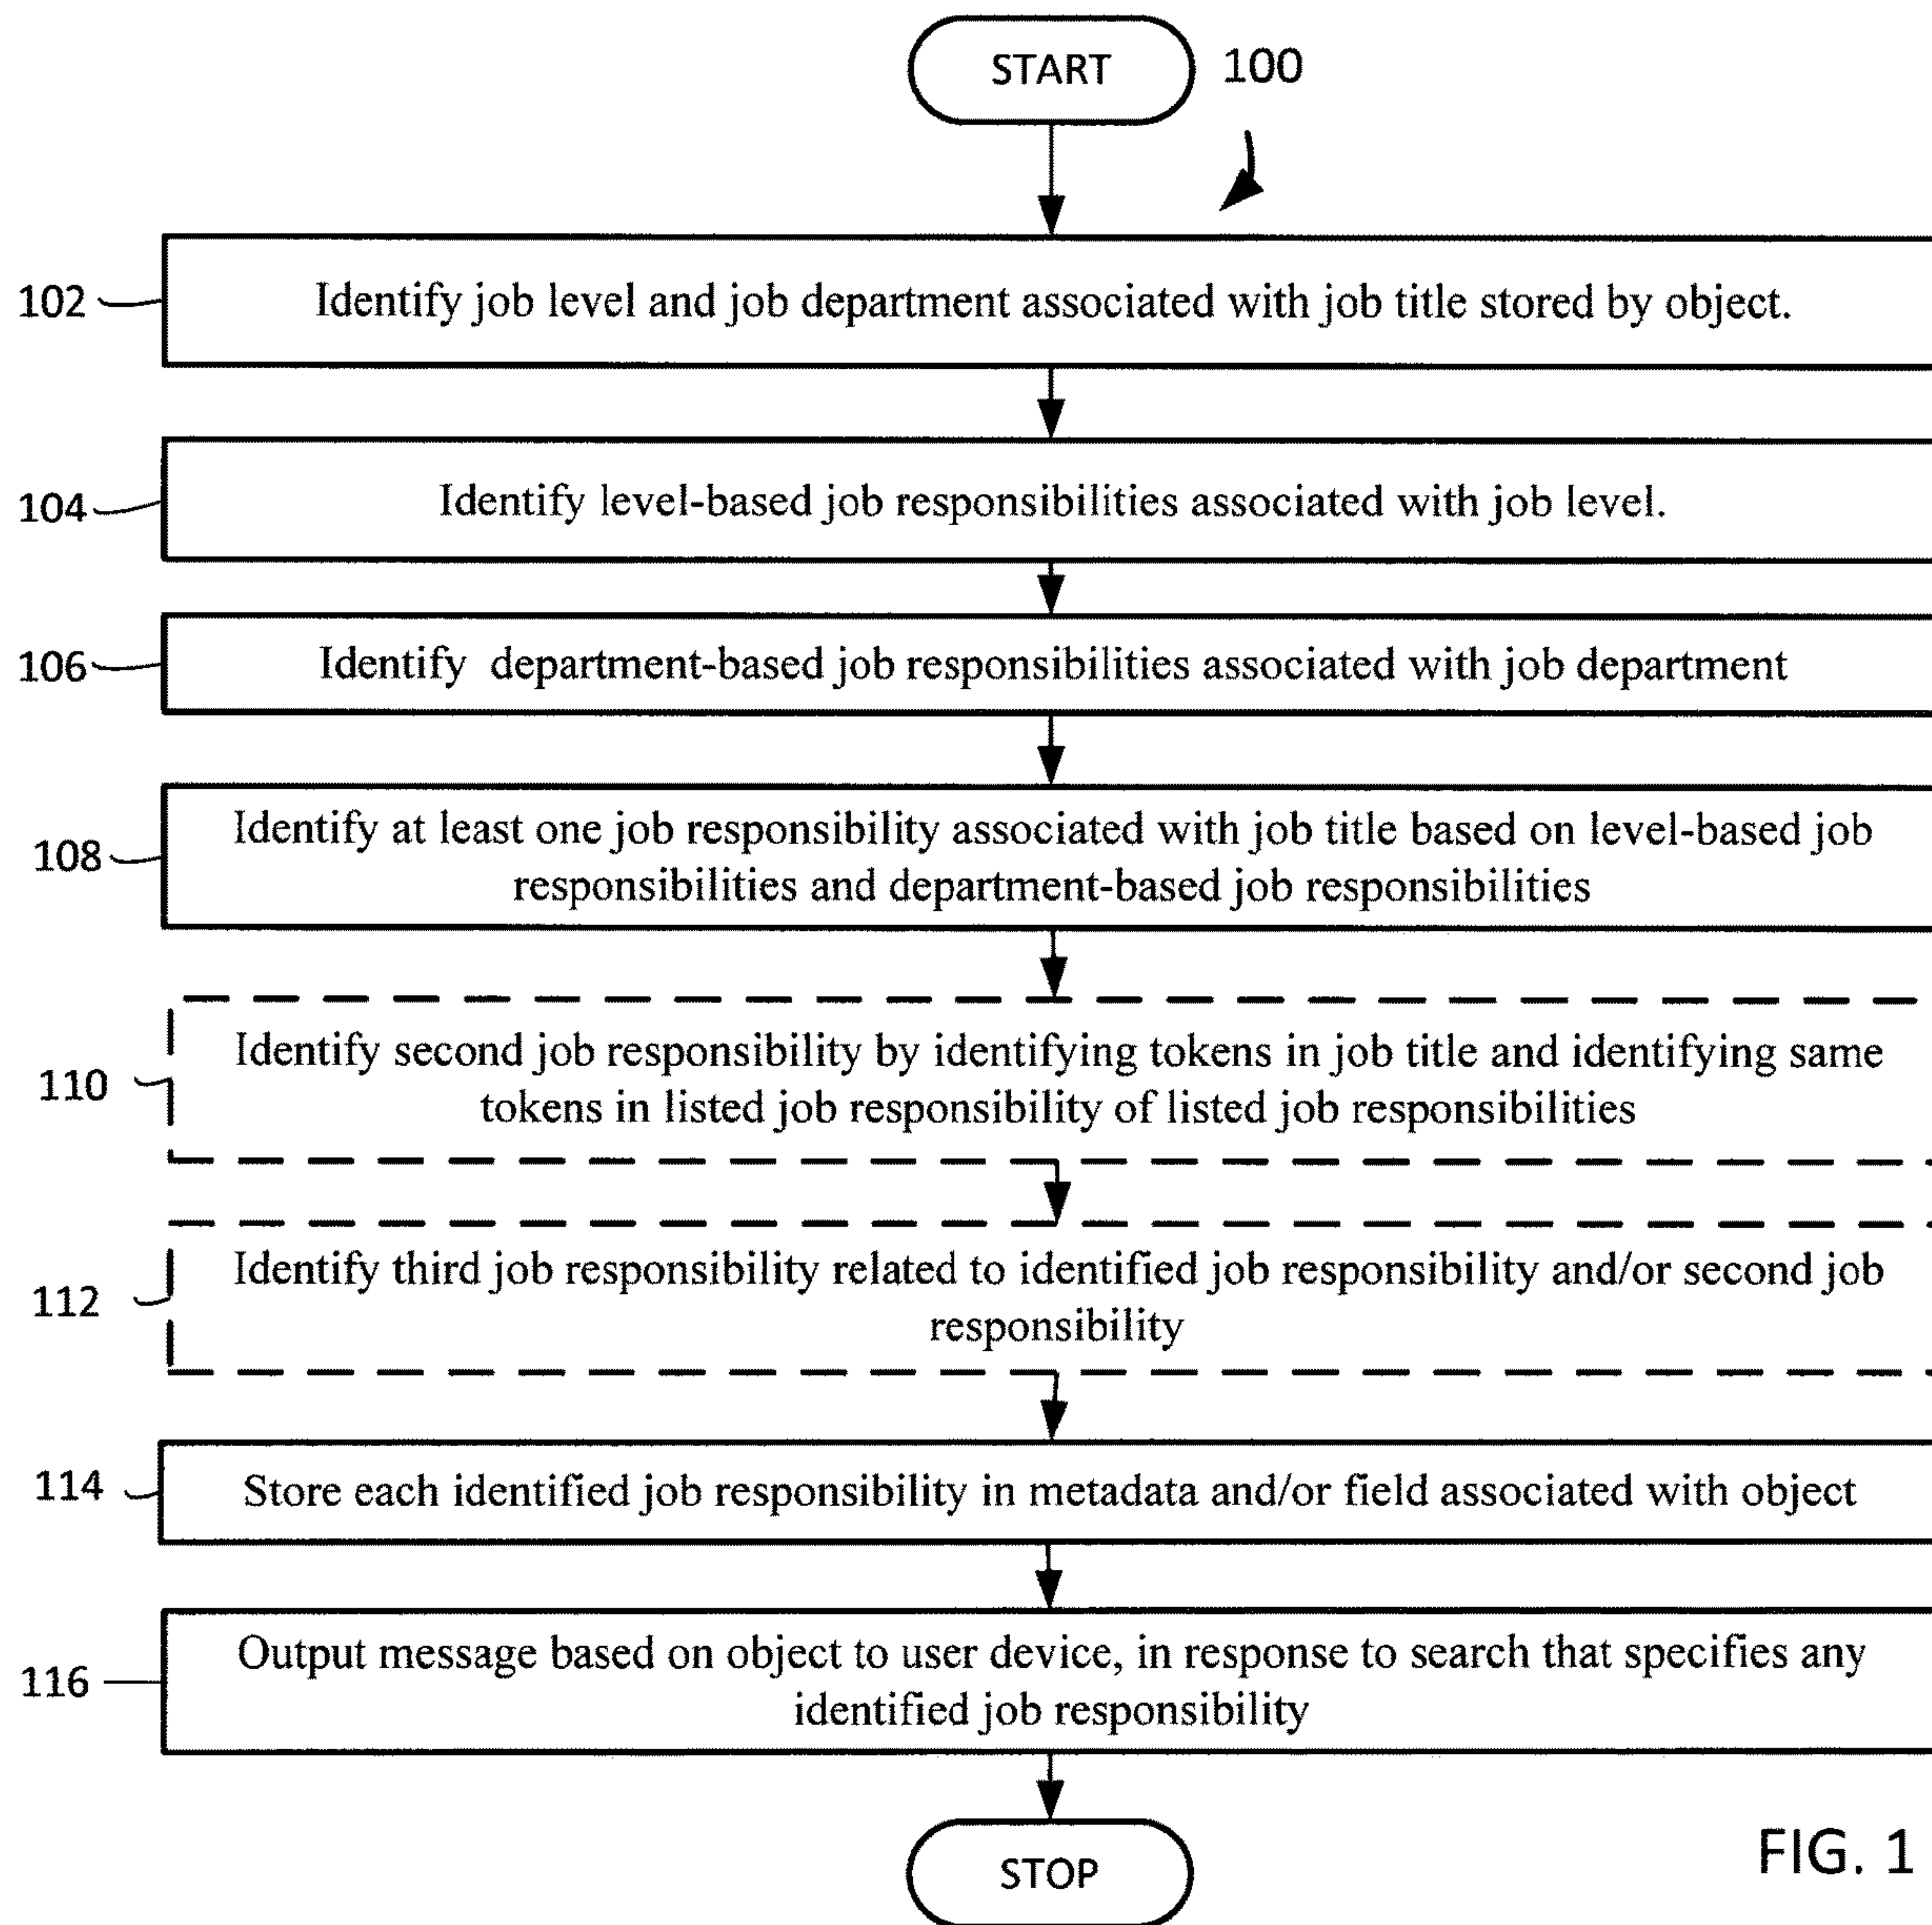 START
100
102
Identify job level and job department associated with job title stored by object.
104
Identify level-based job responsibilities associated with job level.
106
Identify department-based job responsibilities associated with job department
108
Identify at least one job responsibility associated with job title based on level-based job
responsibilities and department-based job responsibilities
110
Identify second job responsibility by identifying tokens in job title and identifying same
tokens in listed job responsibility of listed job responsibilities
112
Identify third job responsibility related to identified job responsibility and/or second job
responsibility
114
Store each identified job responsibility in metadata and/or field associated with object
116
Output message based on object to user device, in response to search that specifies any
identified job responsibility
STOP
FIG. 1